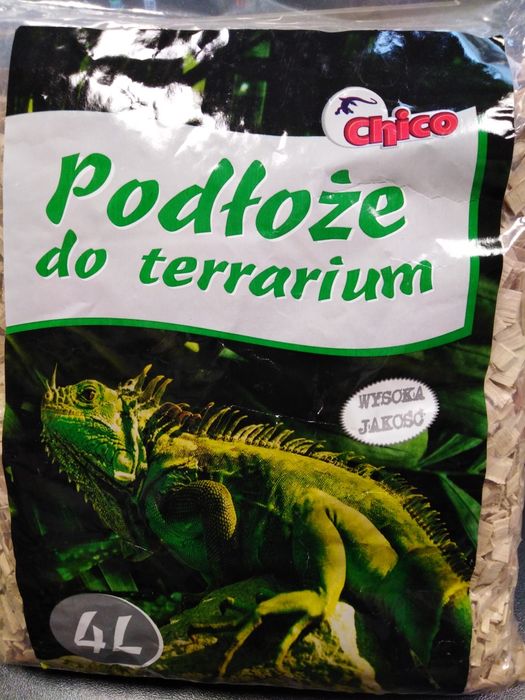 Chico
Podłoże
do terrarium
WYSOKA
JAKOŚĆ
4L